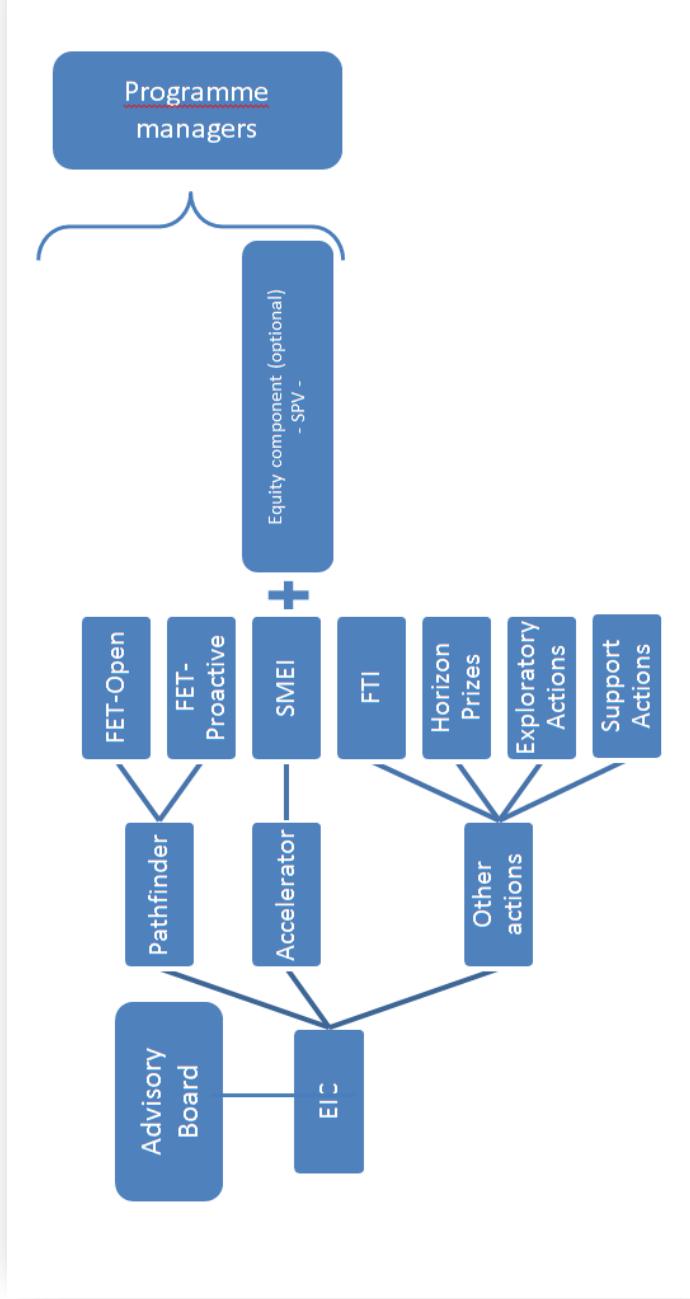 Programme
managers
Equity component (optional)
- SPV -
FET-Open
FET-
Proactive
SMEI
FTI
Horizon
Prizes
Exploratory
Actions
Support
Actions
Pathfinder
Accelerator
Other
actions
Advisory
Board
EIC